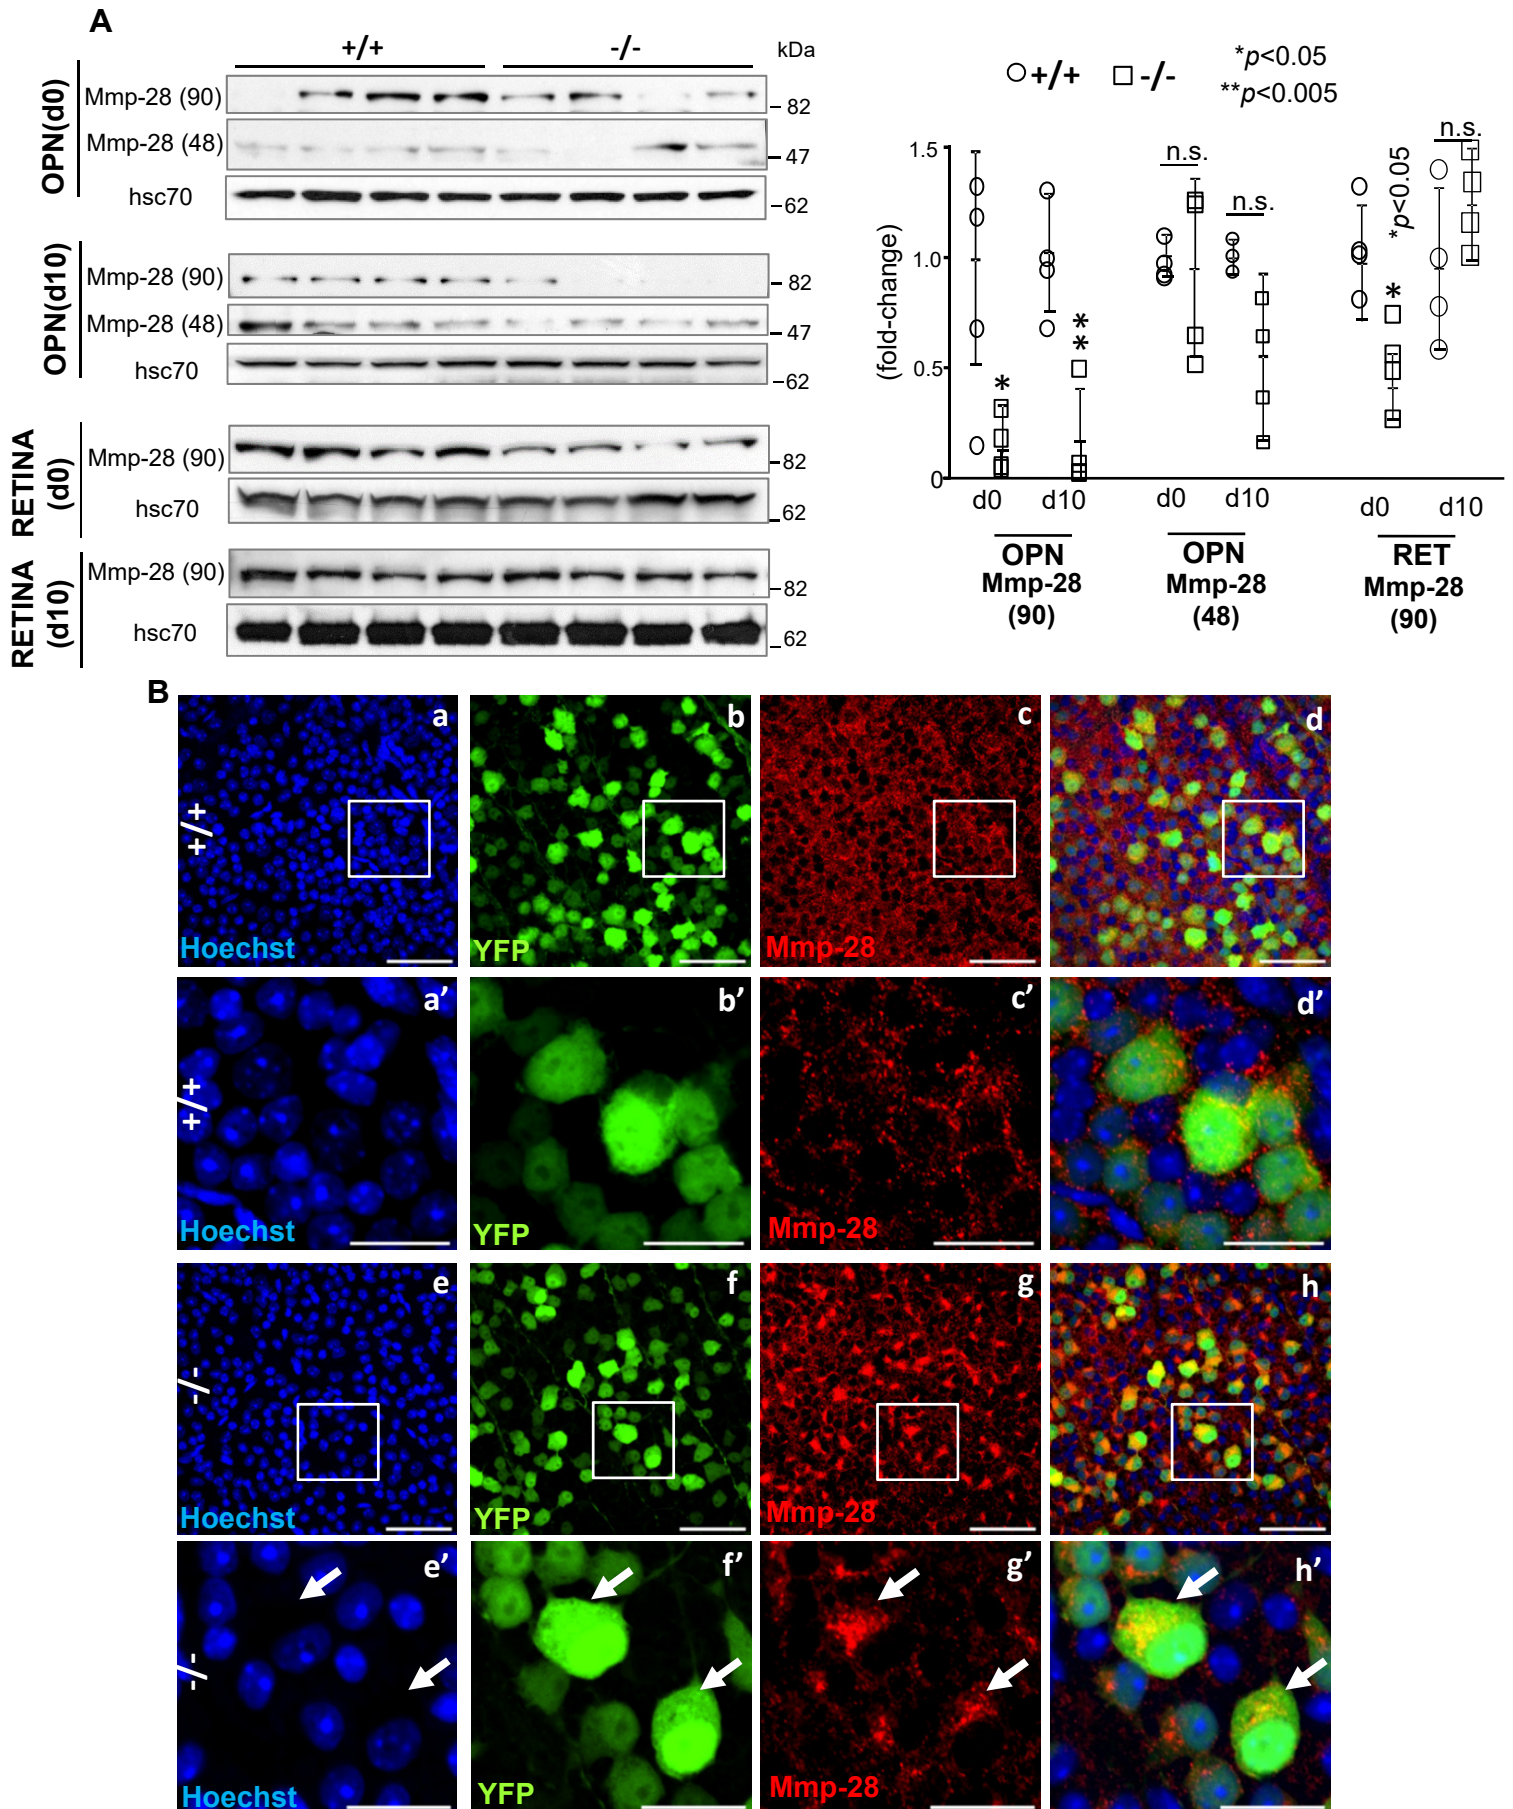 A
+/+
-/-
kDa
OPN(d0)
Mmp-28 (90)
82
Mmp-28 (48)
47
hsc70
62
OPN(d10)
Mmp-28 (90)
82
Mmp-28 (48)
47
hsc70
62
RETINA
(d0)
Mmp-28 (90)
82
hsc70
62
RETINA
(d10)
Mmp-28 (90)
82
hsc70
62
+/+ -/-
*p<0.05
**p<0.005
(fold-change)
1.5
1.0
0.5
0
*
**
n.s.
n.s.
*
*p<0.05
n.s.
d0 d10 d0 d10 d0 d10
OPN
Mmp-28
(90)
OPN
Mmp-28
(48)
RET
Mmp-28
(90)
B
+/+
a
Hoechst
b
YFP
c
Mmp-28
d
+/+
a’
Hoechst
b’
YFP
c’
Mmp-28
d’
-/-
e
Hoechst
f
YFP
g
Mmp-28
h
-/-
e’
Hoechst
f’
YFP
g’
Mmp-28
h’